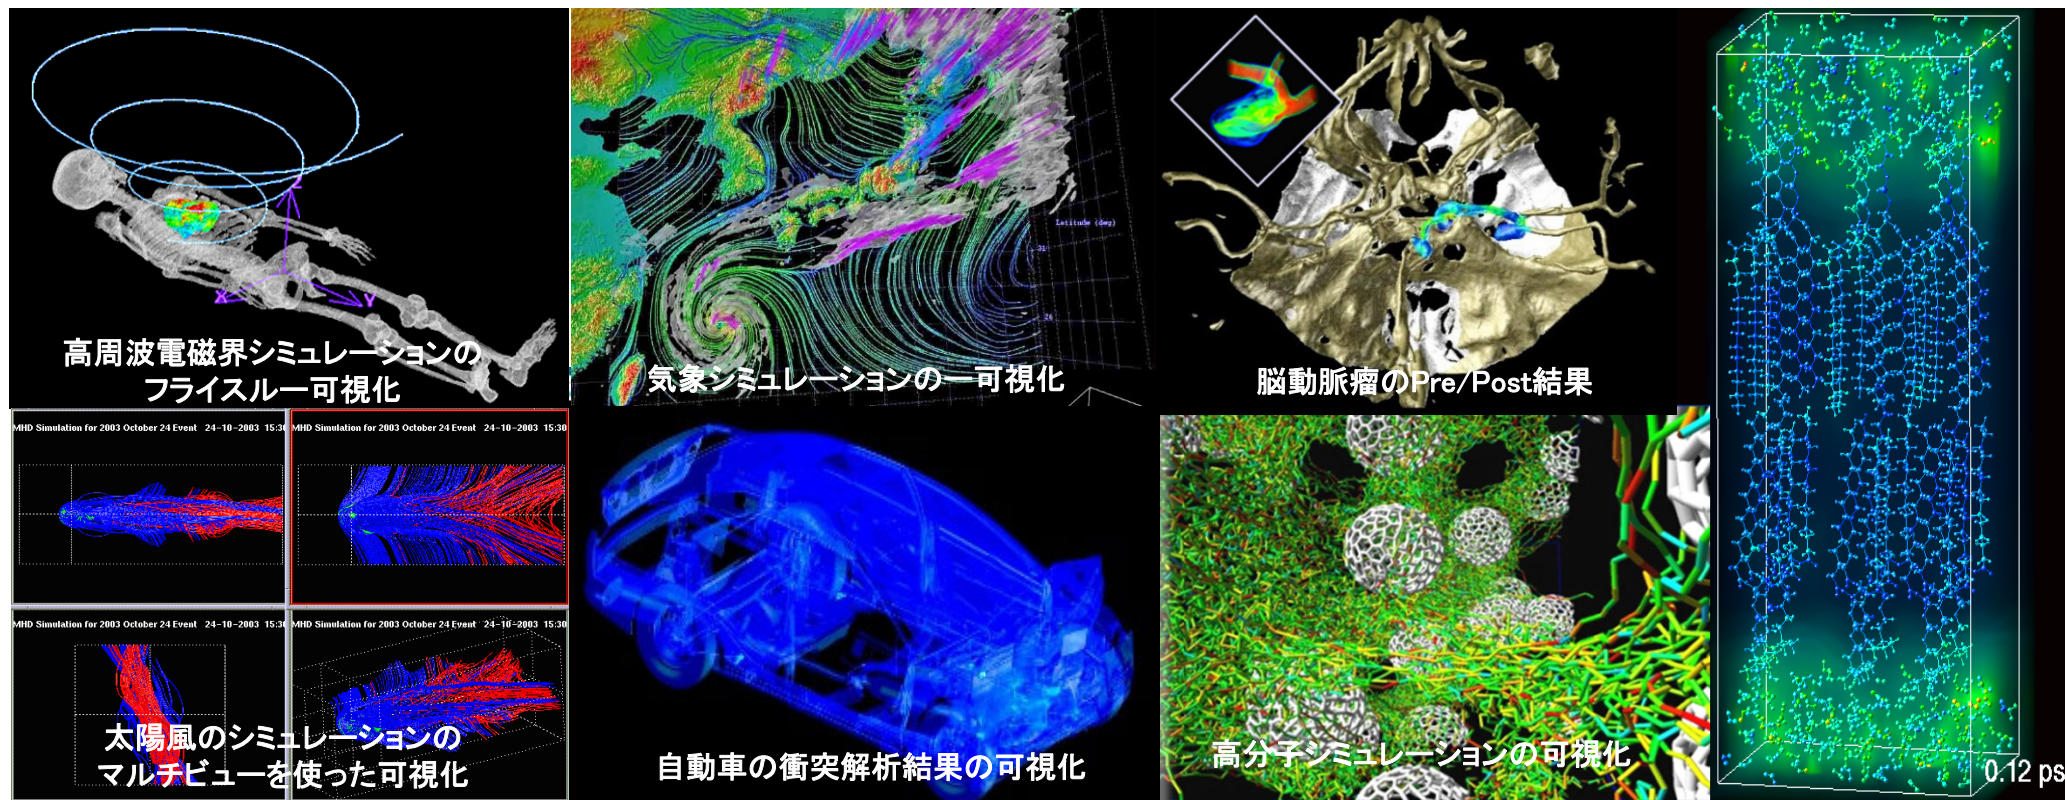 Z
X
Y
高周波電磁界シミュレーションの
フライスルー可視化
Latitude (deg)
31
26
気象シミュレーションの一可視化
脳動脈瘤のPre/Post結果
MHD Simulation for 2003 October 24 Event 24-10-2003 15:30
MHD Simulation for 2003 October 24 Event 24-10-2003 15:30
MHD Simulation for 2003 October 24 Event 24-10-2003 15:30
MHD Simulation for 2003 October 24 Event 24-10-2003 15:30
太陽風のシミュレーションの
マルチビューを使った可視化
自動車の衝突解析結果の可視化
高分子シミュレーションの可視化
0.12 ps